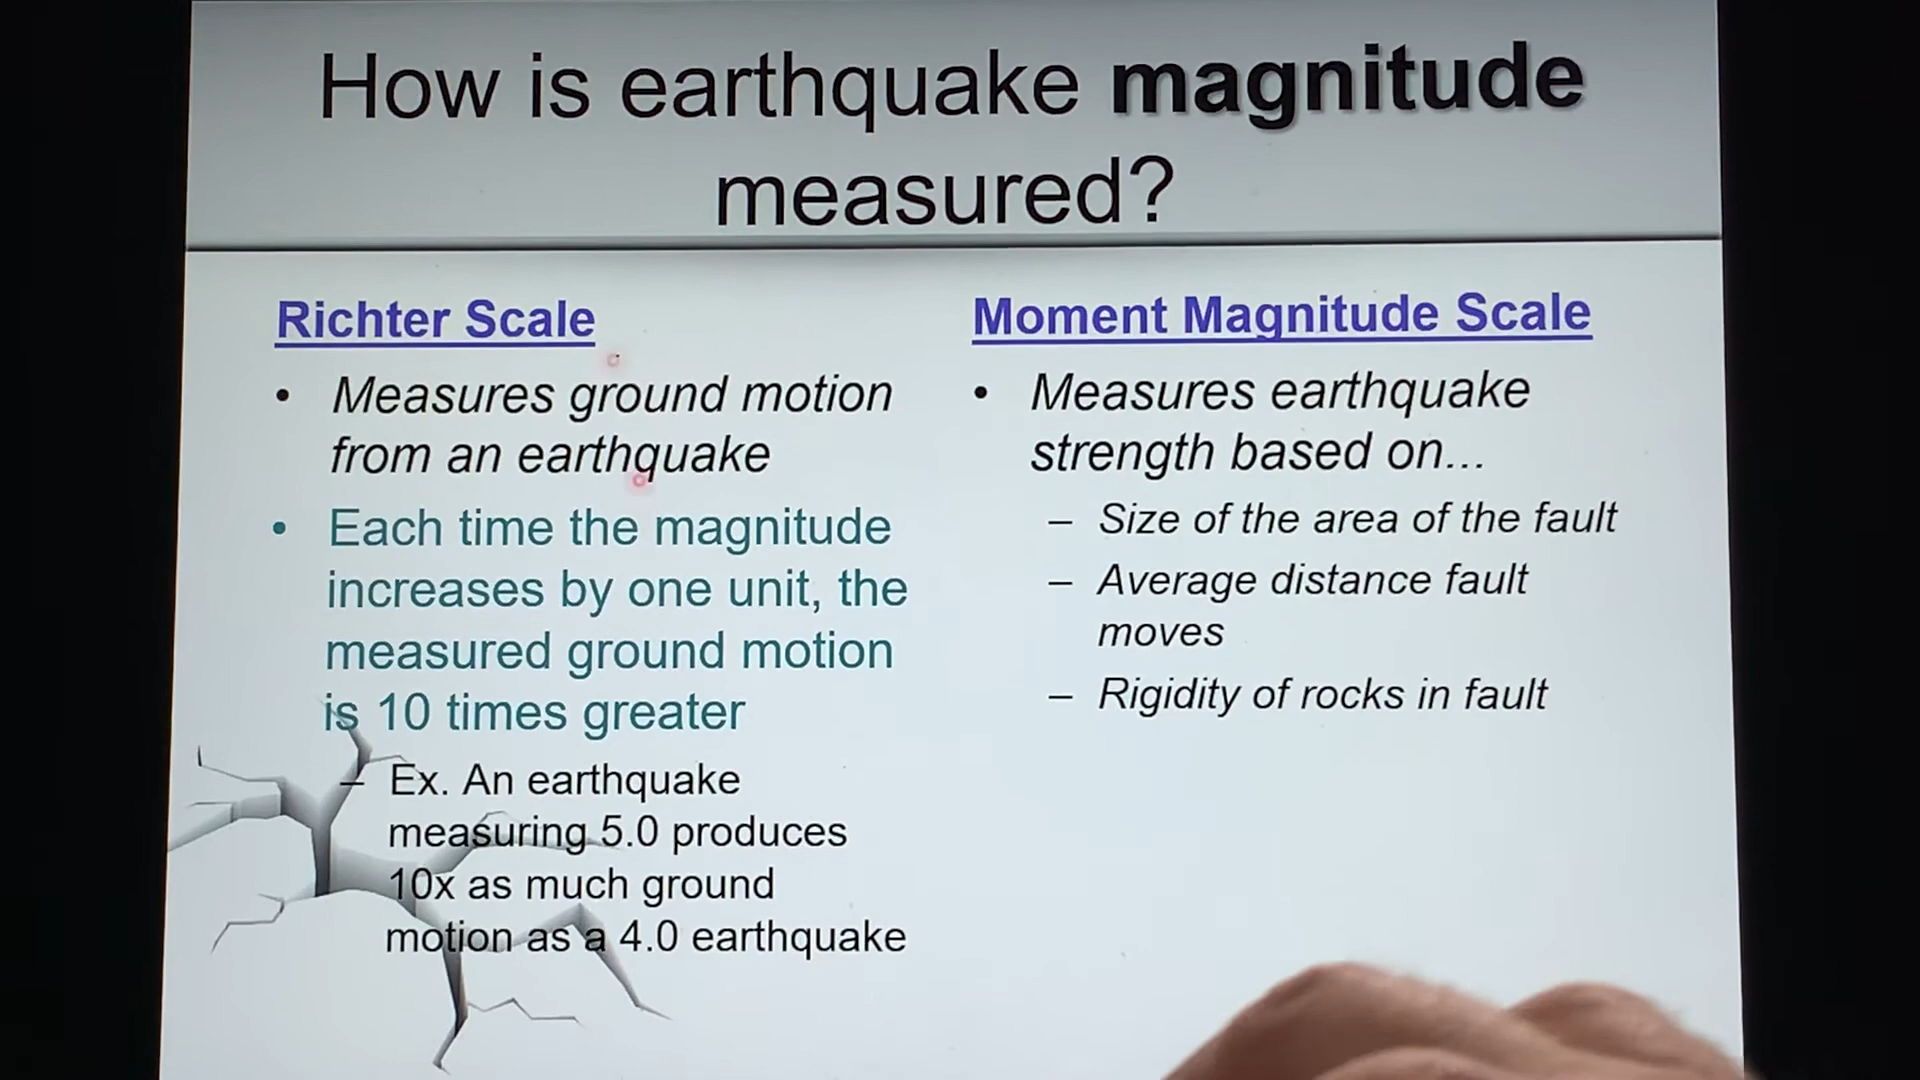 How is earthquake magnitude
measured?
Richter Scale
• Measures ground motion
from an earthquake
• Each time the magnitude
increases by one unit, the
measured ground motion
is 10 times greater
– Ex. An earthquake
measuring 5.0 produces
10x as much ground
motion as a 4.0 earthquake
Moment Magnitude Scale
• Measures earthquake
strength based on...
– Size of the area of the fault
– Average distance fault
moves
– Rigidity of rocks in fault